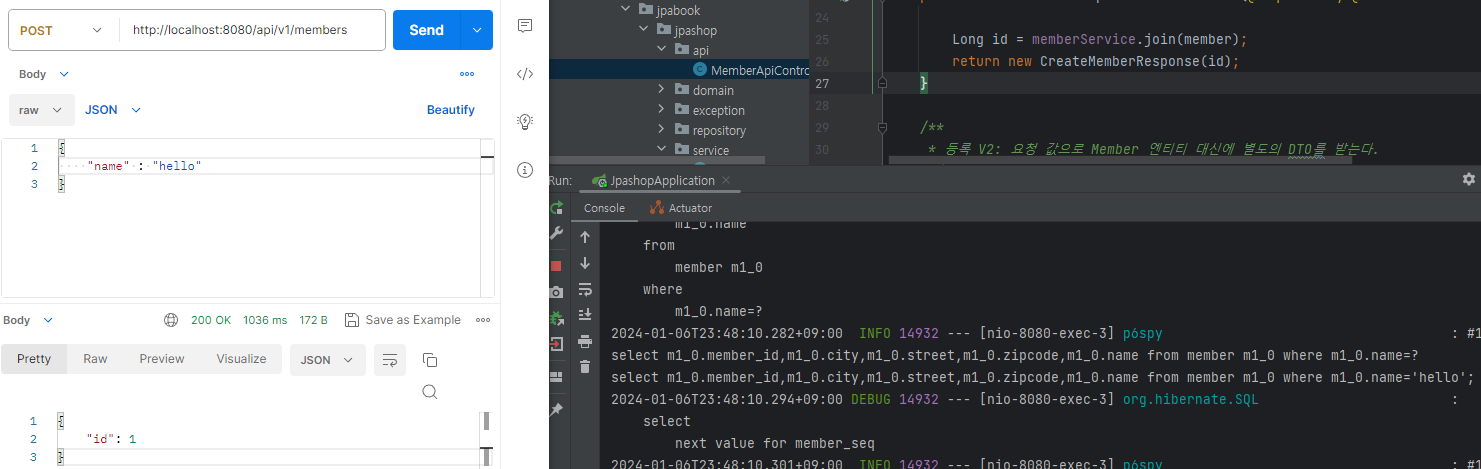 POST
http://localhost:8080/api/v1/members
Send
Body
raw
JSON
Beautify
1 {
2 "name" : "hello"
3 }
Body
200 OK 1036 ms 172 B
Save as Example
Pretty
Raw
Preview
Visualize
JSON
1 {
2 "id": 1
3 }
jpabook
jpashop
api
MemberApiContro
domain
exception
repository
service
24
25 Long id = memberService.join(member);
26 return new CreateMemberResponse(id);
27 }
28
29 /**
30 * 등록 V2: 요청 값으로 Member 엔티티 대신에 별도의 DTO를 받는다.
Run: JpashopApplication
Console
Actuator
m1_0.name
from
member m1_0
where
m1_0.name=?
2024-01-06T23:48:10.282+09:00 INFO 14932 --- [nio-8080-exec-3] p6spy : #1
select m1_0.member_id,m1_0.city,m1_0.street,m1_0.zipcode,m1_0.name from member m1_0 where m1_0.name=?
select m1_0.member_id,m1_0.city,m1_0.street,m1_0.zipcode,m1_0.name from member m1_0 where m1_0.name='hello';
2024-01-06T23:48:10.294+09:00 DEBUG 14932 --- [nio-8080-exec-3] org.hibernate.SQL :
select
next value for member_seq
2024-01-06T23:48:10.301+09:00 INFO 14932 --- [nio-8080-exec-3] p6spy : #1